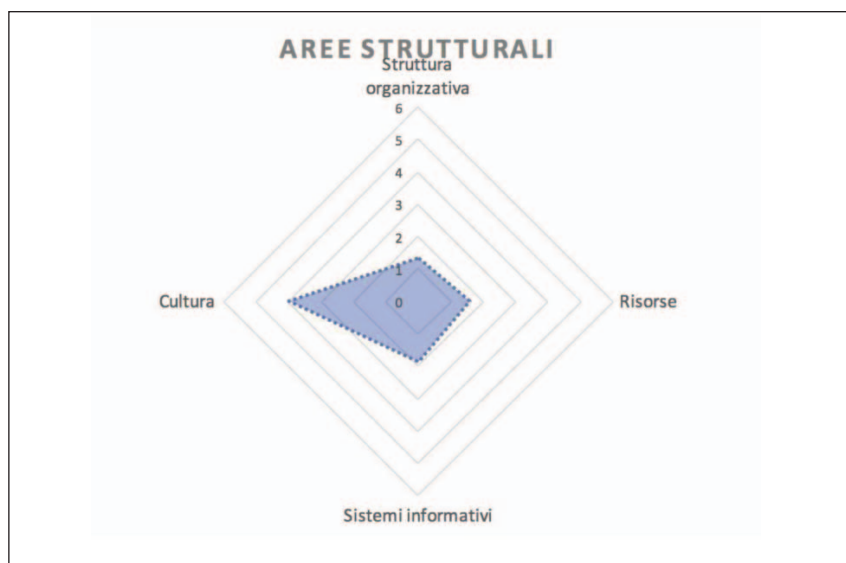 AREE STRUTTURALI
Struttura
organizzativa
6
5
4
3
2
1
0
Cultura
Risorse
Sistemi informativi